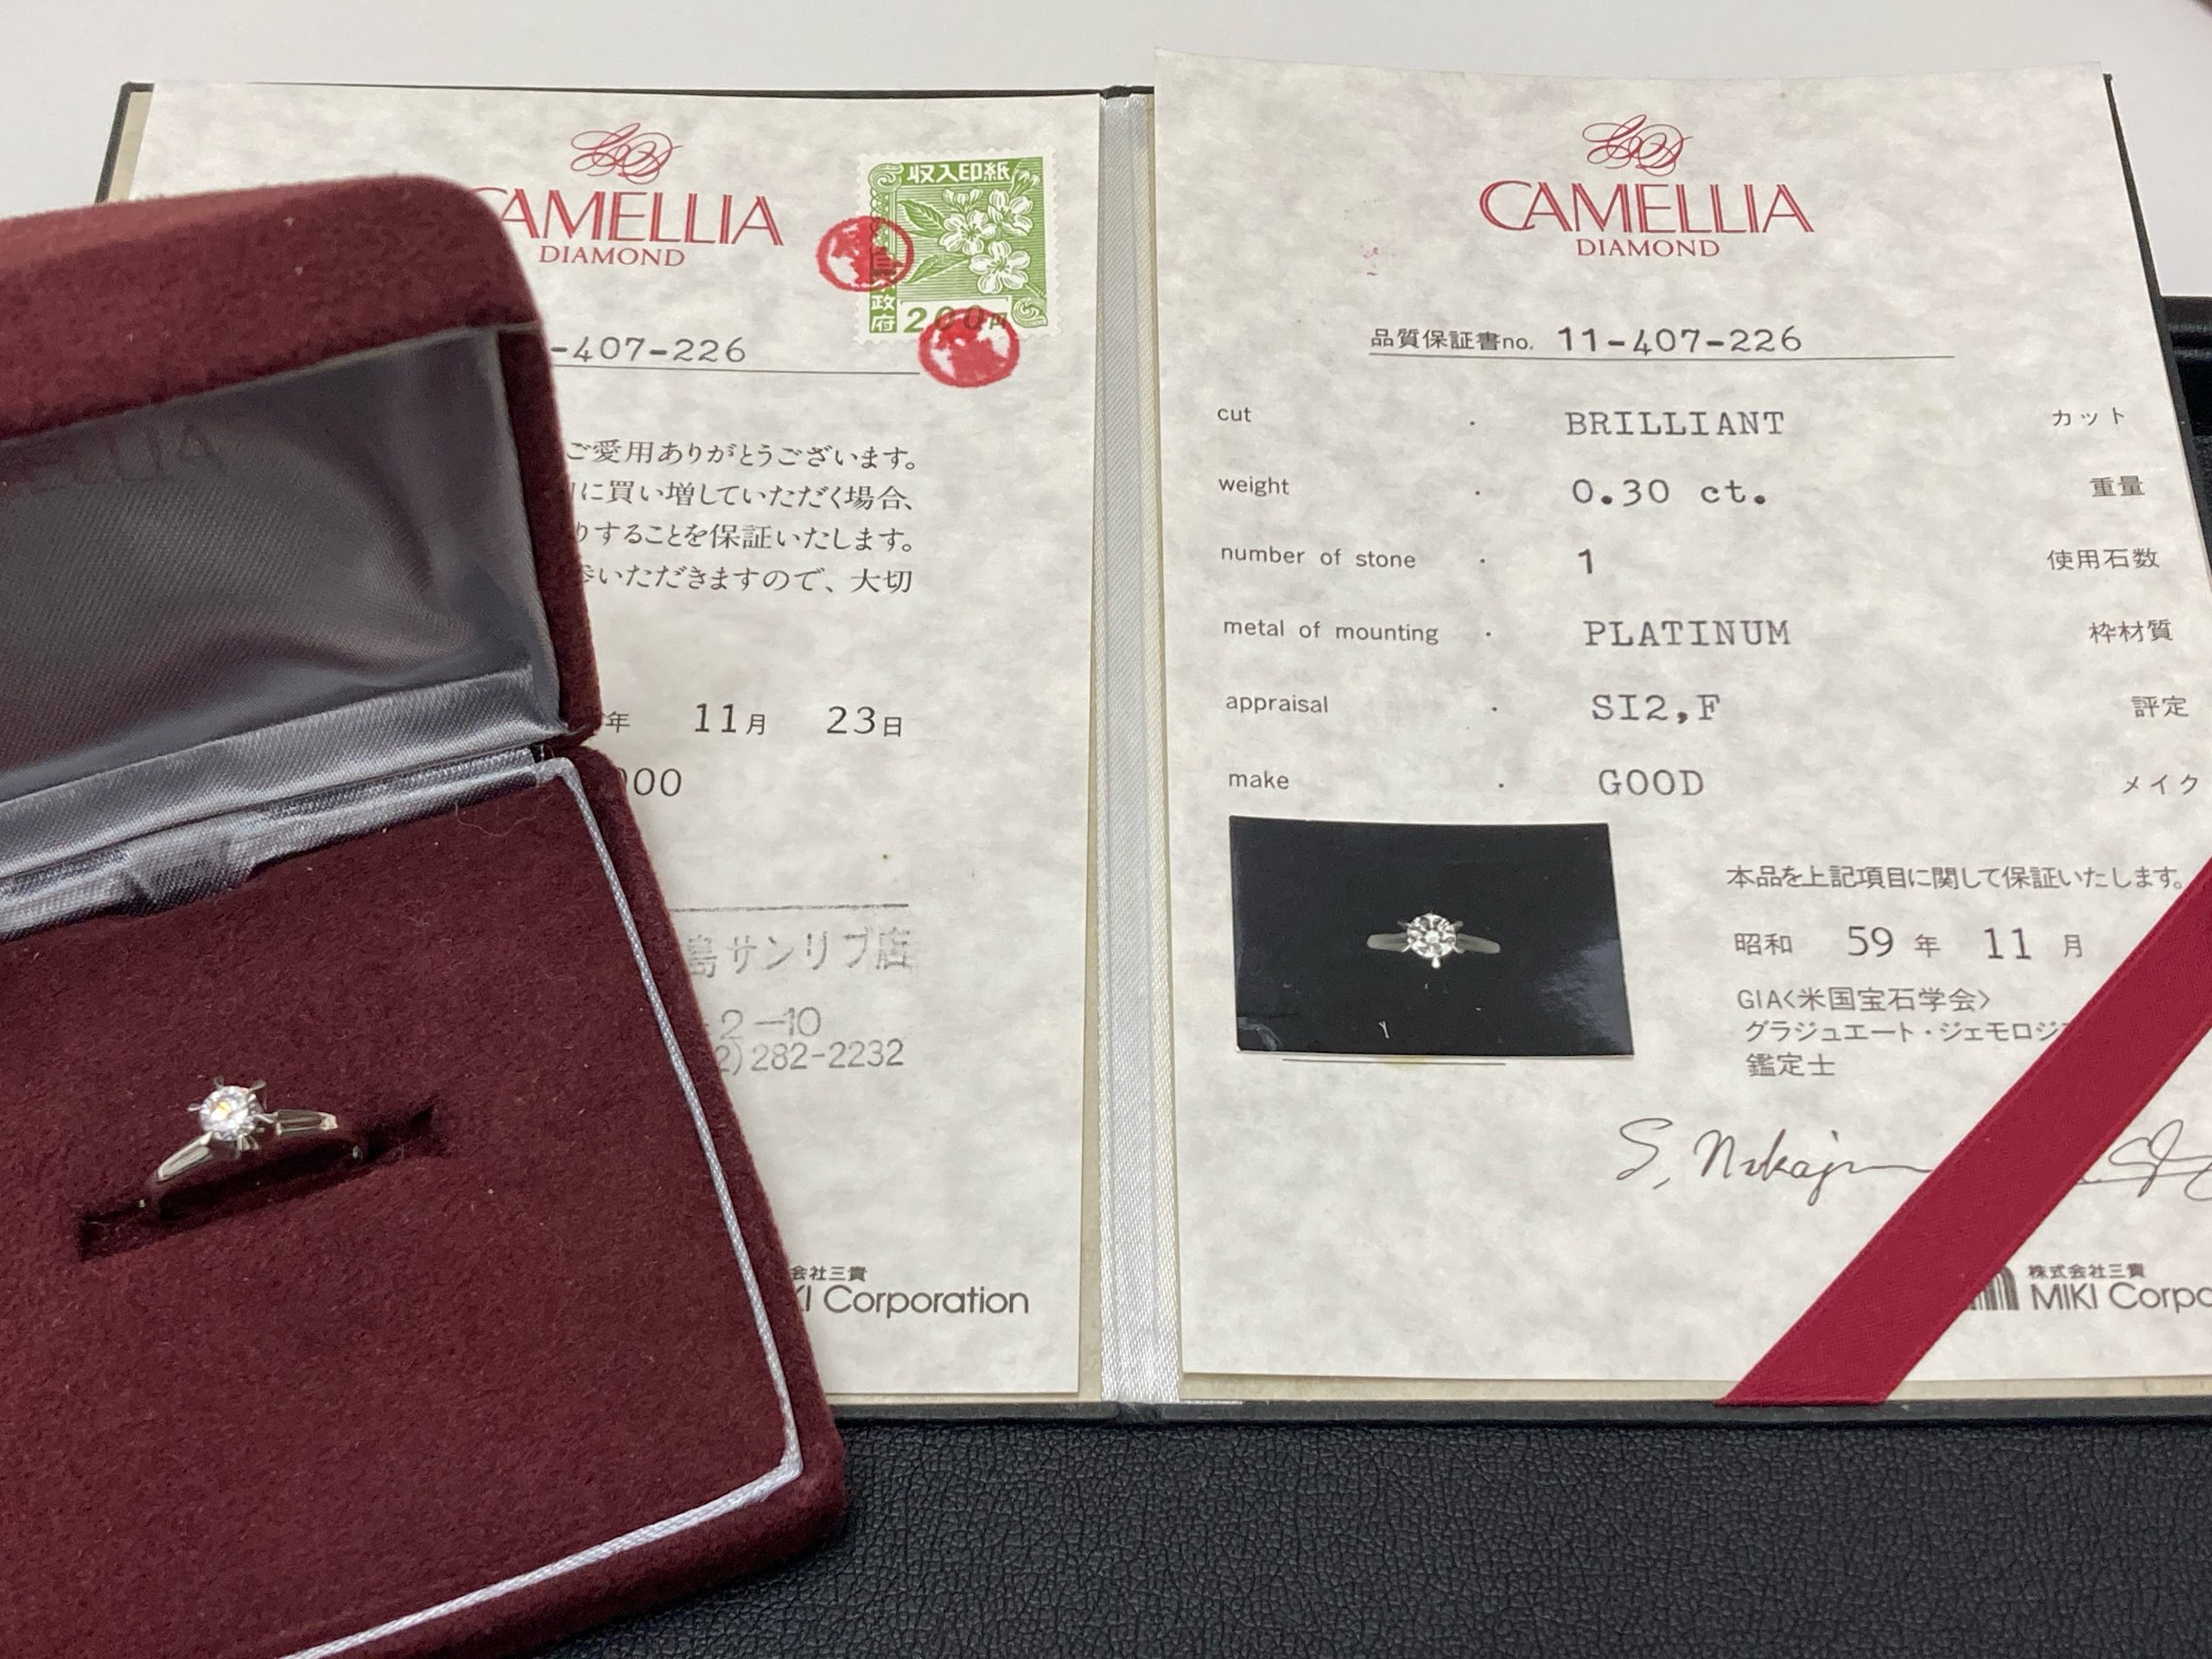 CAMELLIA
DIAMOND
収入印紙
政府
200円
-407-226
ご愛用ありがとうございます。
に買い増していただく場合、
りすることを保証いたします。
いただきますので、大切
年 11月 23日
000
島サンリブ店
2-10
2)282-2232
会社三貴
KI Corporation
CAMELLIA
DIAMOND
品質保証書no. 11-407-226
cut · BRILLIANT カット
weight · 0.30 ct. 重量
number of stone · 1 使用石数
metal of mounting · PLATINUM 枠材質
appraisal · SI2,F 評定
make · GOOD メイク
本品を上記項目に関して保証いたします。
昭和 59 年 11 月
GIA<米国宝石学会>
グラジュエート・ジェモロジ
鑑定士
株式会社三貴
MIKI Corpo